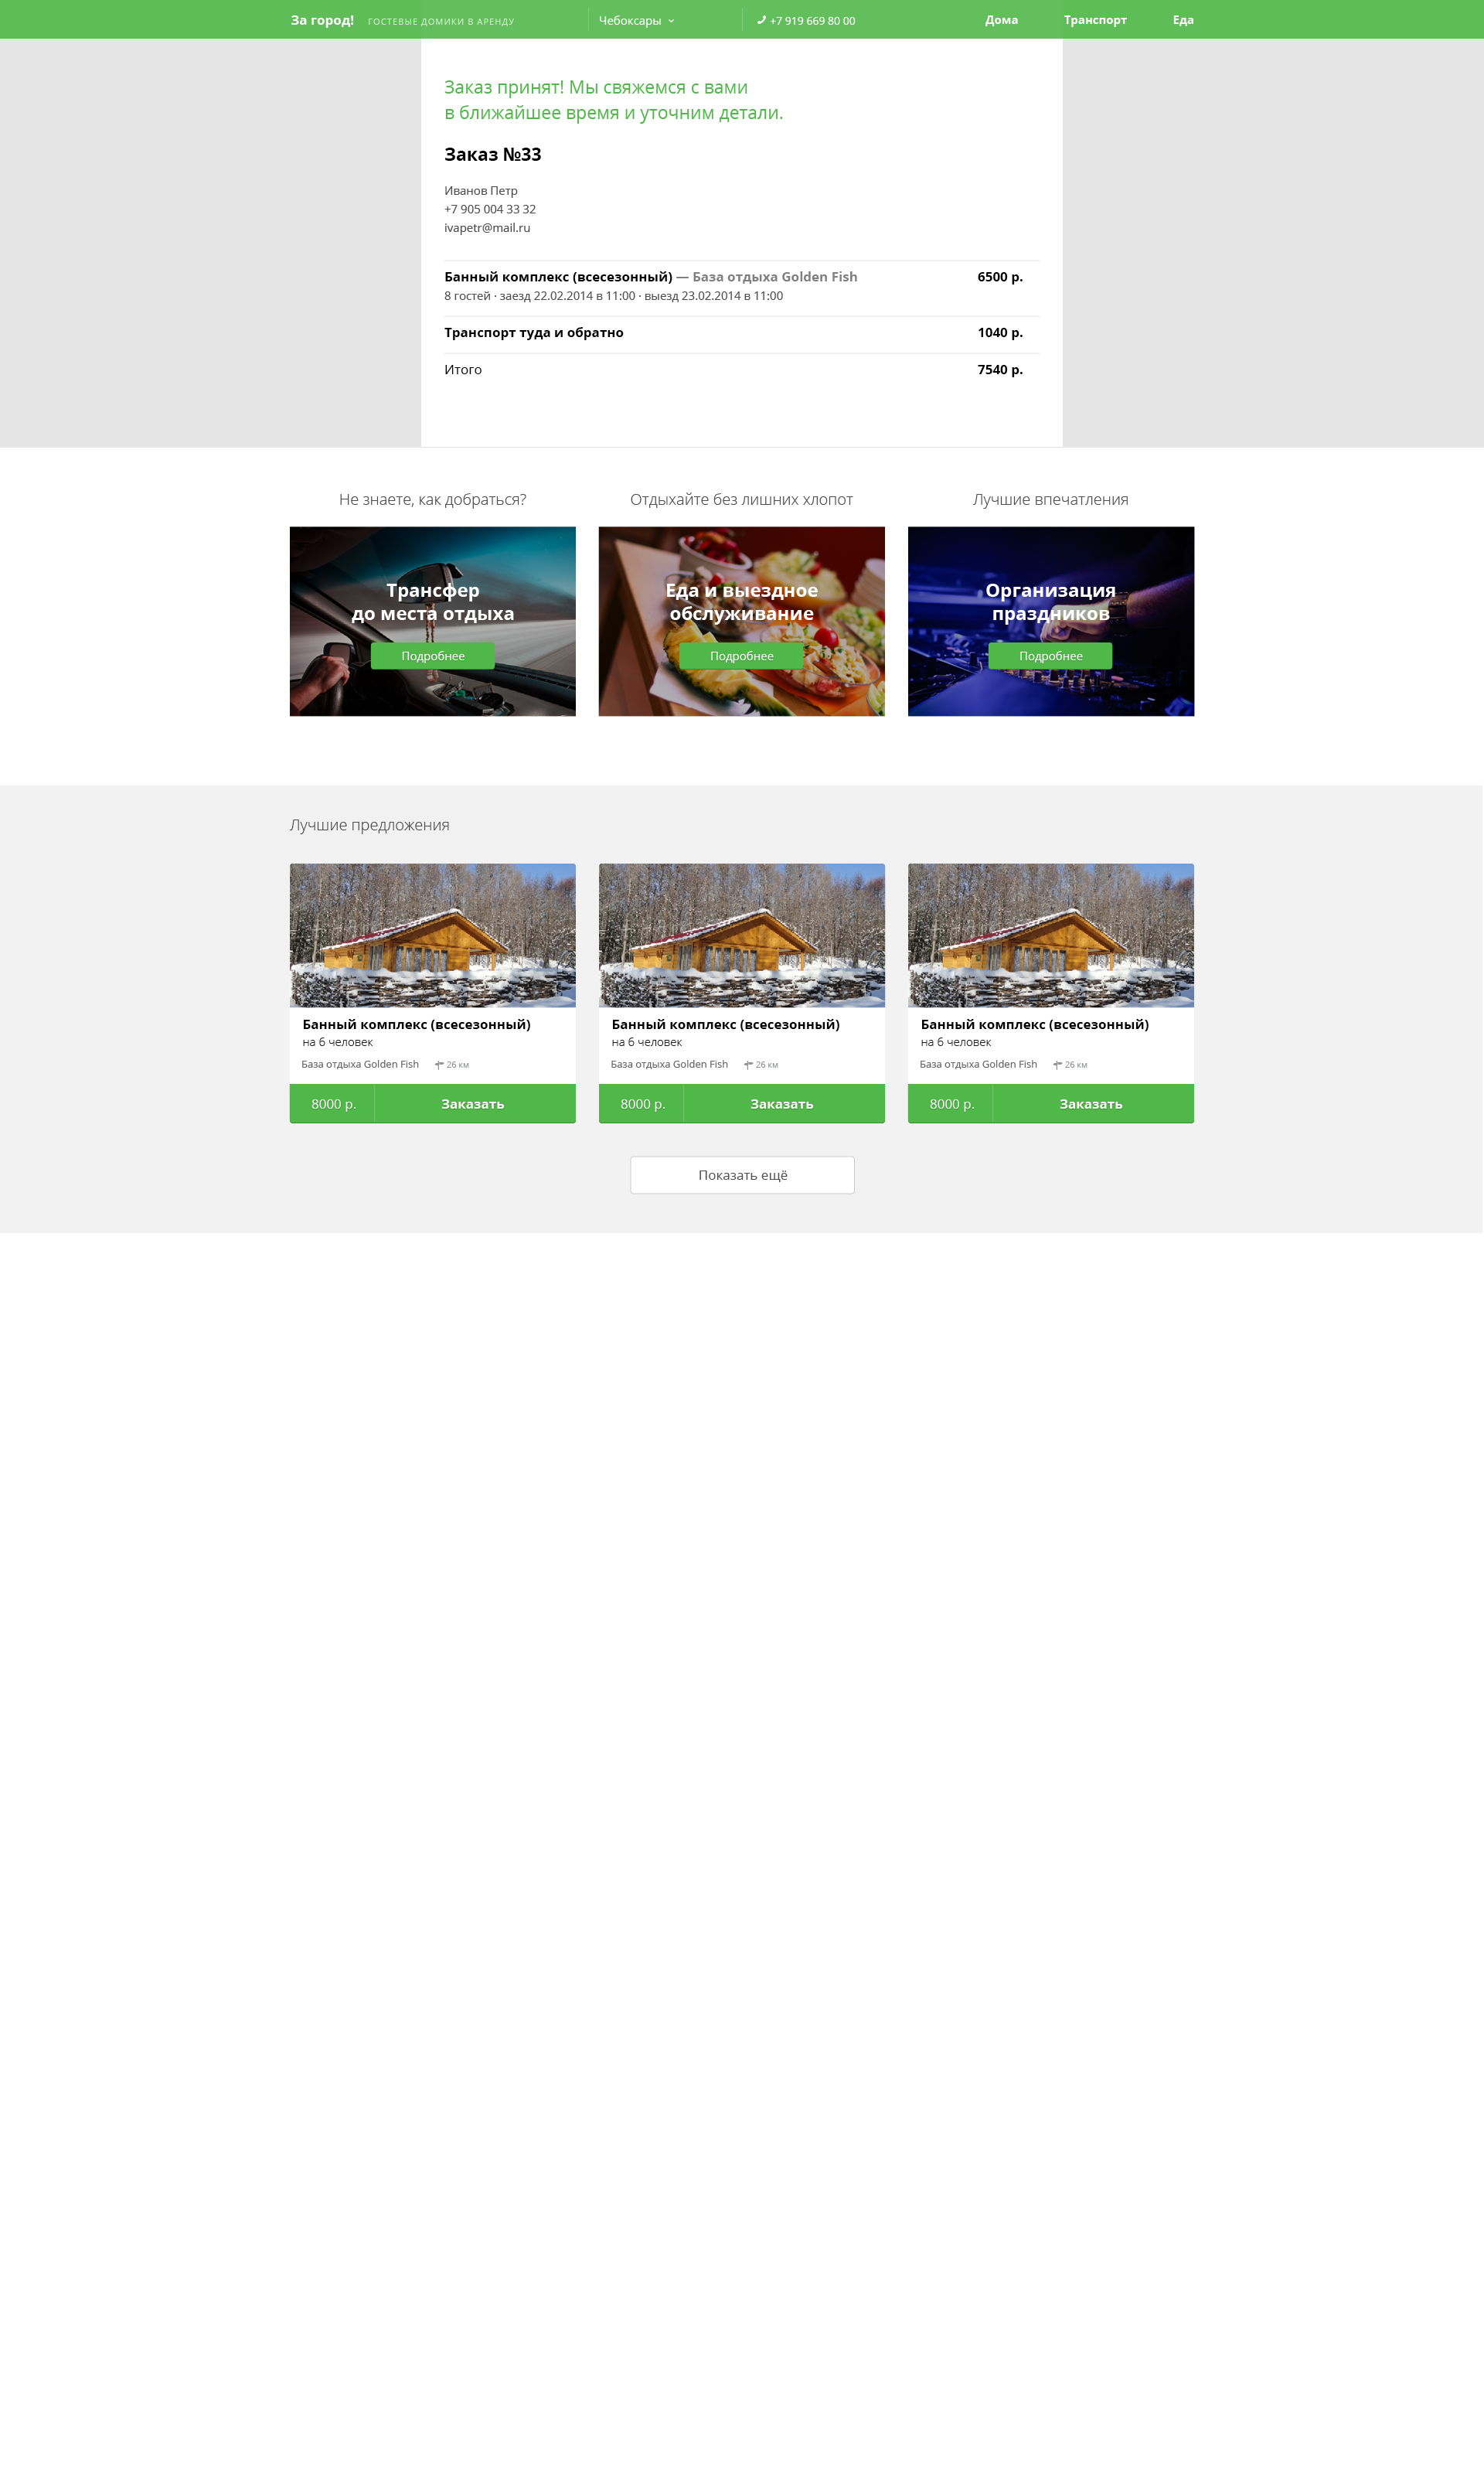 За город! ГОСТЕВЫЕ ДОМИКИ В АРЕНДУ Чебоксары +7 919 669 80 00 Дома Транспорт Еда
Заказ принят! Мы свяжемся с вами
в ближайшее время и уточним детали.
Заказ №33
Иванов Петр
+7 905 004 33 32
ivapetr@mail.ru
Банный комплекс (всесезонный) — База отдыха Golden Fish 6500 р.
8 гостей · заезд 22.02.2014 в 11:00 · выезд 23.02.2014 в 11:00
Транспорт туда и обратно 1040 р.
Итого 7540 р.
Не знаете, как добраться?
Трансфер
до места отдыха
Подробнее
Отдыхайте без лишних хлопот
Еда и выездное
обслуживание
Подробнее
Лучшие впечатления
Организация
праздников
Подробнее
Лучшие предложения
Банный комплекс (всесезонный)
на 6 человек
База отдыха Golden Fish 26 км
8000 р. Заказать
Банный комплекс (всесезонный)
на 6 человек
База отдыха Golden Fish 26 км
8000 р. Заказать
Банный комплекс (всесезонный)
на 6 человек
База отдыха Golden Fish 26 км
8000 р. Заказать
Показать ещё